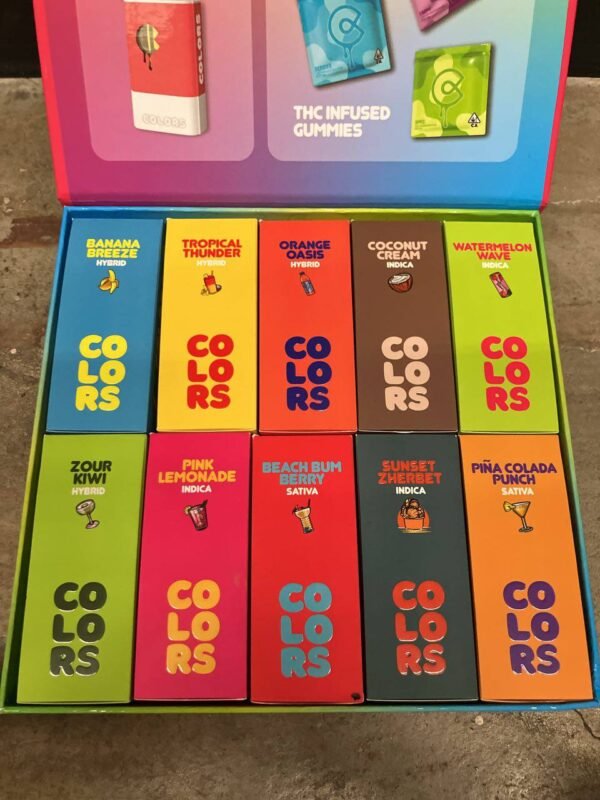 COLORS
COLORS
THC INFUSED
GUMMIES
CA
BANANA
BREEZE
HYBRID
CO
LO
RS
TROPICAL
THUNDER
HYBRID
CO
LO
RS
ORANGE
OASIS
HYBRID
CO
LO
RS
COCONUT
CREAM
INDICA
CO
LO
RS
WATERMELON
WAVE
INDICA
CO
LO
RS
ZOUR
KIWI
HYBRID
CO
LO
RS
PINK
LEMONADE
INDICA
CO
LO
RS
BEACH BUM
BERRY
SATIVA
CO
LO
RS
SUNSET
ZHERBET
INDICA
CO
LO
RS
PIÑA COLADA
PUNCH
SATIVA
CO
LO
RS